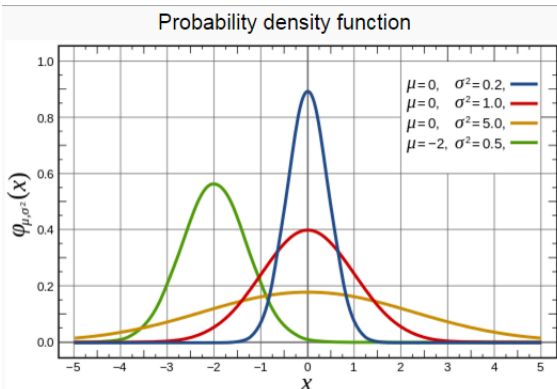 Probability density function
1.0
0.8
0.6
0.4
0.2
0.0
φμ,σ²(x)
μ=0, σ²=0.2,
μ=0, σ²=1.0,
μ=0, σ²=5.0,
μ=−2, σ²=0.5,
−5 −4 −3 −2 −1 0 1 2 3 4 5
x